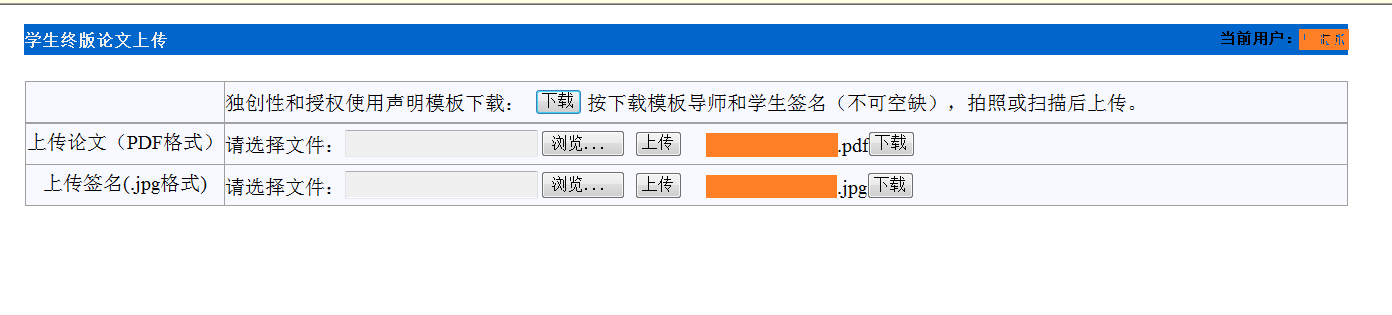 学生终版论文上传 当前用户：
独创性和授权使用声明模板下载： 下载 按下载模板导师和学生签名（不可空缺），拍照或扫描后上传。
上传论文（PDF格式） 请选择文件： 浏览... 上传 .pdf 下载
上传签名(.jpg格式) 请选择文件： 浏览... 上传 .jpg 下载